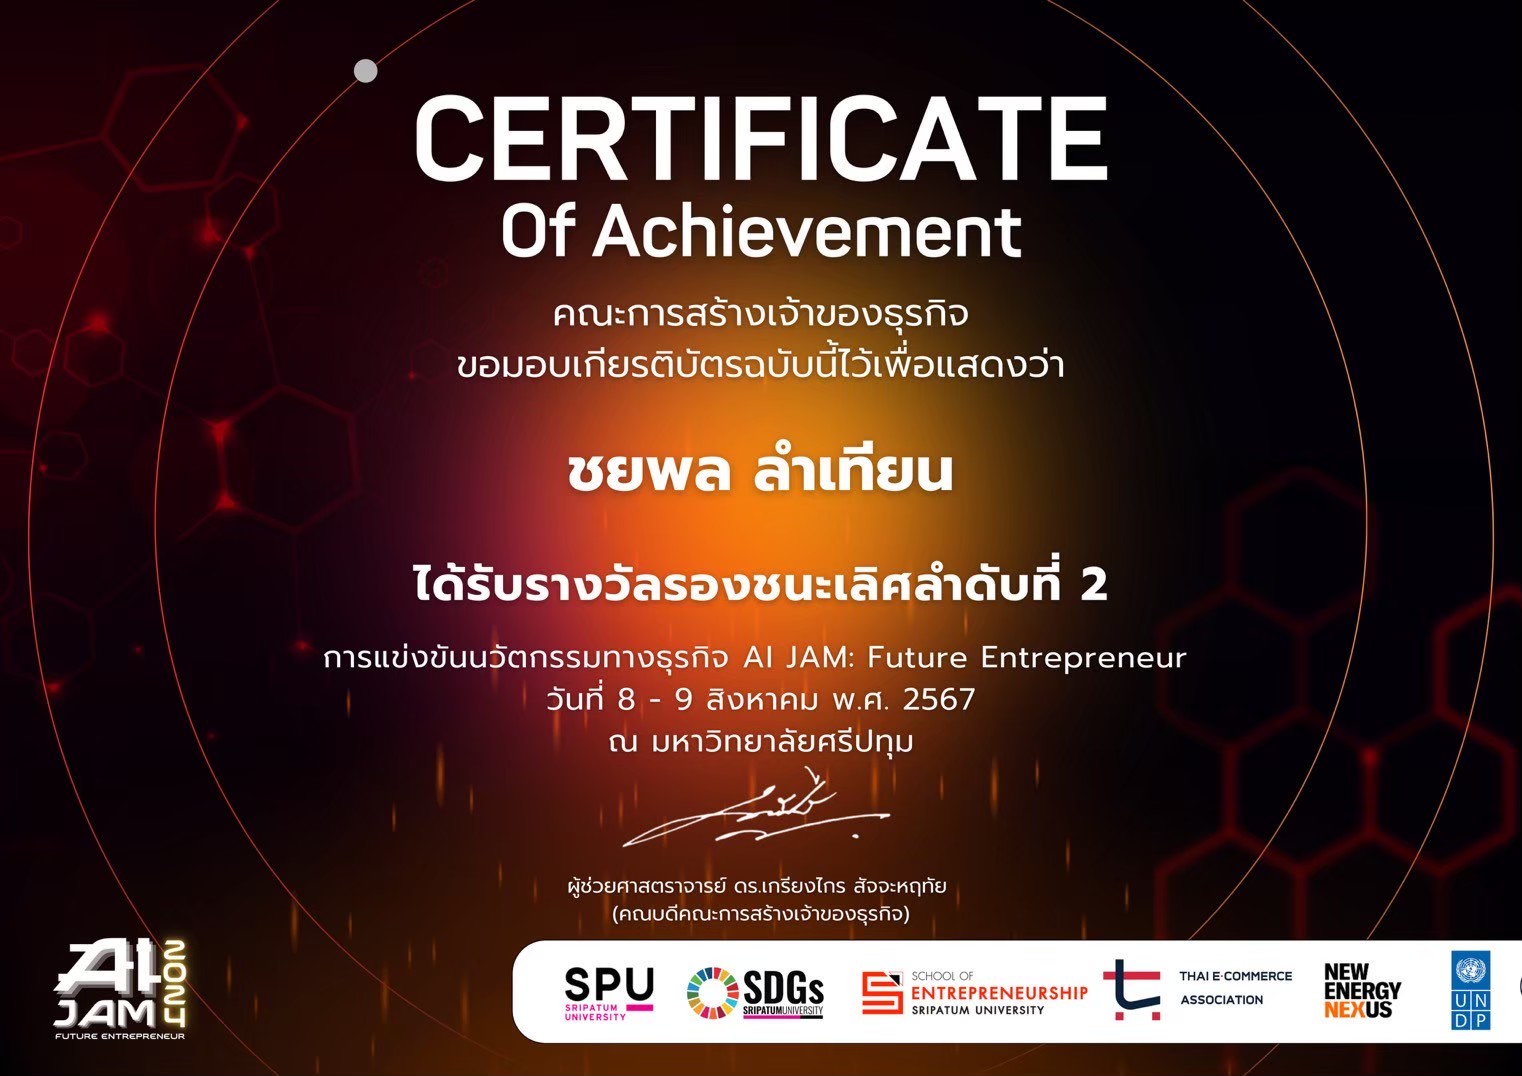 CERTIFICATE
Of Achievement
คณะการสร้างเจ้าของธุรกิจ
ขอมอบเกียรติบัตรฉบับนี้ไว้เพื่อแสดงว่า
ชยพล ลำเทียน
ได้รับรางวัลรองชนะเลิศลำดับที่ 2
การแข่งขันนวัตกรรมทางธุรกิจ AI JAM: Future Entrepreneur
วันที่ 8 - 9 สิงหาคม พ.ศ. 2567
ณ มหาวิทยาลัยศรีปทุม
ผู้ช่วยศาสตราจารย์ ดร.เกรียงไกร สัจจะหฤทัย
(คณบดีคณะการสร้างเจ้าของธุรกิจ)
AI
JAM
2024
FUTURE ENTREPRENEUR
SPU
SRIPATUM
UNIVERSITY
SDGs
SRIPATUM UNIVERSITY
SCHOOL OF
ENTREPRENEURSHIP
SRIPATUM UNIVERSITY
THAI E-COMMERCE
ASSOCIATION
NEW
ENERGY
NEXUS
UN
DP